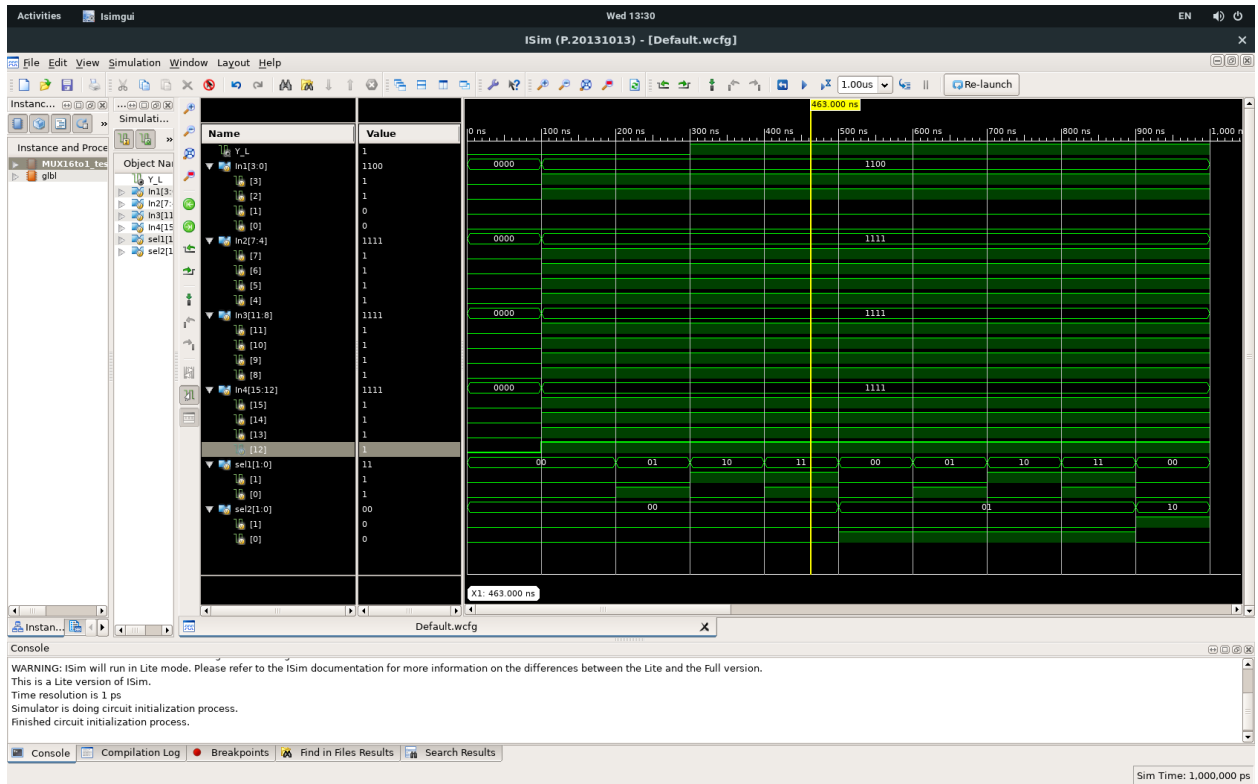 Activities Isimgui Wed 13:30 EN
ISim (P.20131013) - [Default.wcfg]
File Edit View Simulation Window Layout Help
1.00us Re-launch
Instanc...
Simulati...
Instance and Proce
MUX16to1_tes
glbl
Object Nai
Y_L
In1[3:
In2[7:
In3[11
In4[15
sel1[1
sel2[1
463.000 ns
Name Value
0 ns 100 ns 200 ns 300 ns 400 ns 500 ns 600 ns 700 ns 800 ns 900 ns 1,000 n
Y_L 1
In1[3:0] 1100 0000 1100
[3] 1
[2] 1
[1] 0
[0] 0
In2[7:4] 1111 0000 1111
[7] 1
[6] 1
[5] 1
[4] 1
In3[11:8] 1111 0000 1111
[11] 1
[10] 1
[9] 1
[8] 1
In4[15:12] 1111 0000 1111
[15] 1
[14] 1
[13] 1
[12] 1
sel1[1:0] 11 00 01 10 11 00 01 10 11 00
[1] 1
[0] 1
sel2[1:0] 00 00 01 10
[1] 0
[0] 0
X1: 463.000 ns
Instan...
Default.wcfg
Console
WARNING: ISim will run in Lite mode. Please refer to the ISim documentation for more information on the differences between the Lite and the Full version.
This is a Lite version of ISim.
Time resolution is 1 ps
Simulator is doing circuit initialization process.
Finished circuit initialization process.
Console Compilation Log Breakpoints Find in Files Results Search Results
Sim Time: 1,000,000 ps